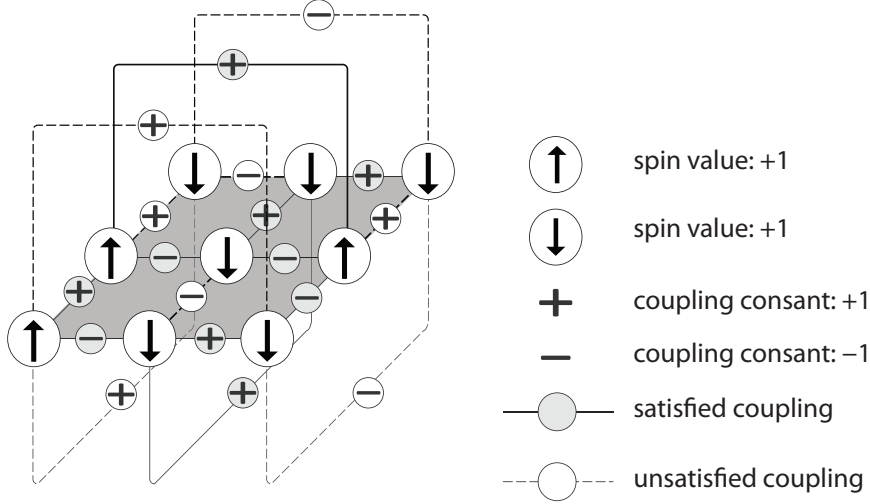 spin value: +1
spin value: +1
coupling consant: +1
coupling consant: −1
satisfied coupling
unsatisfied coupling